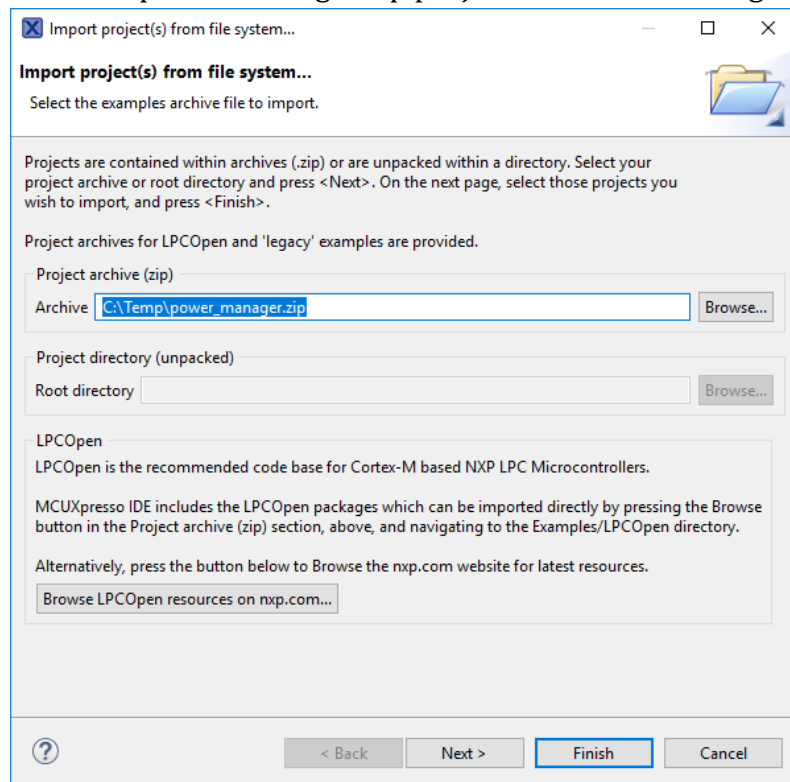 Import project(s) from file system...
Import project(s) from file system...
Select the examples archive file to import.
Projects are contained within archives (.zip) or are unpacked within a directory. Select your
project archive or root directory and press <Next>. On the next page, select those projects you
wish to import, and press <Finish>.
Project archives for LPCOpen and 'legacy' examples are provided.
Project archive (zip)
Archive C:\Temp\power_manager.zip Browse...
Project directory (unpacked)
Root directory Browse...
LPCOpen
LPCOpen is the recommended code base for Cortex-M based NXP LPC Microcontrollers.
MCUXpresso IDE includes the LPCOpen packages which can be imported directly by pressing the Browse
button in the Project archive (zip) section, above, and navigating to the Examples/LPCOpen directory.
Alternatively, press the button below to Browse the nxp.com website for latest resources.
Browse LPCOpen resources on nxp.com...
? < Back Next > Finish Cancel